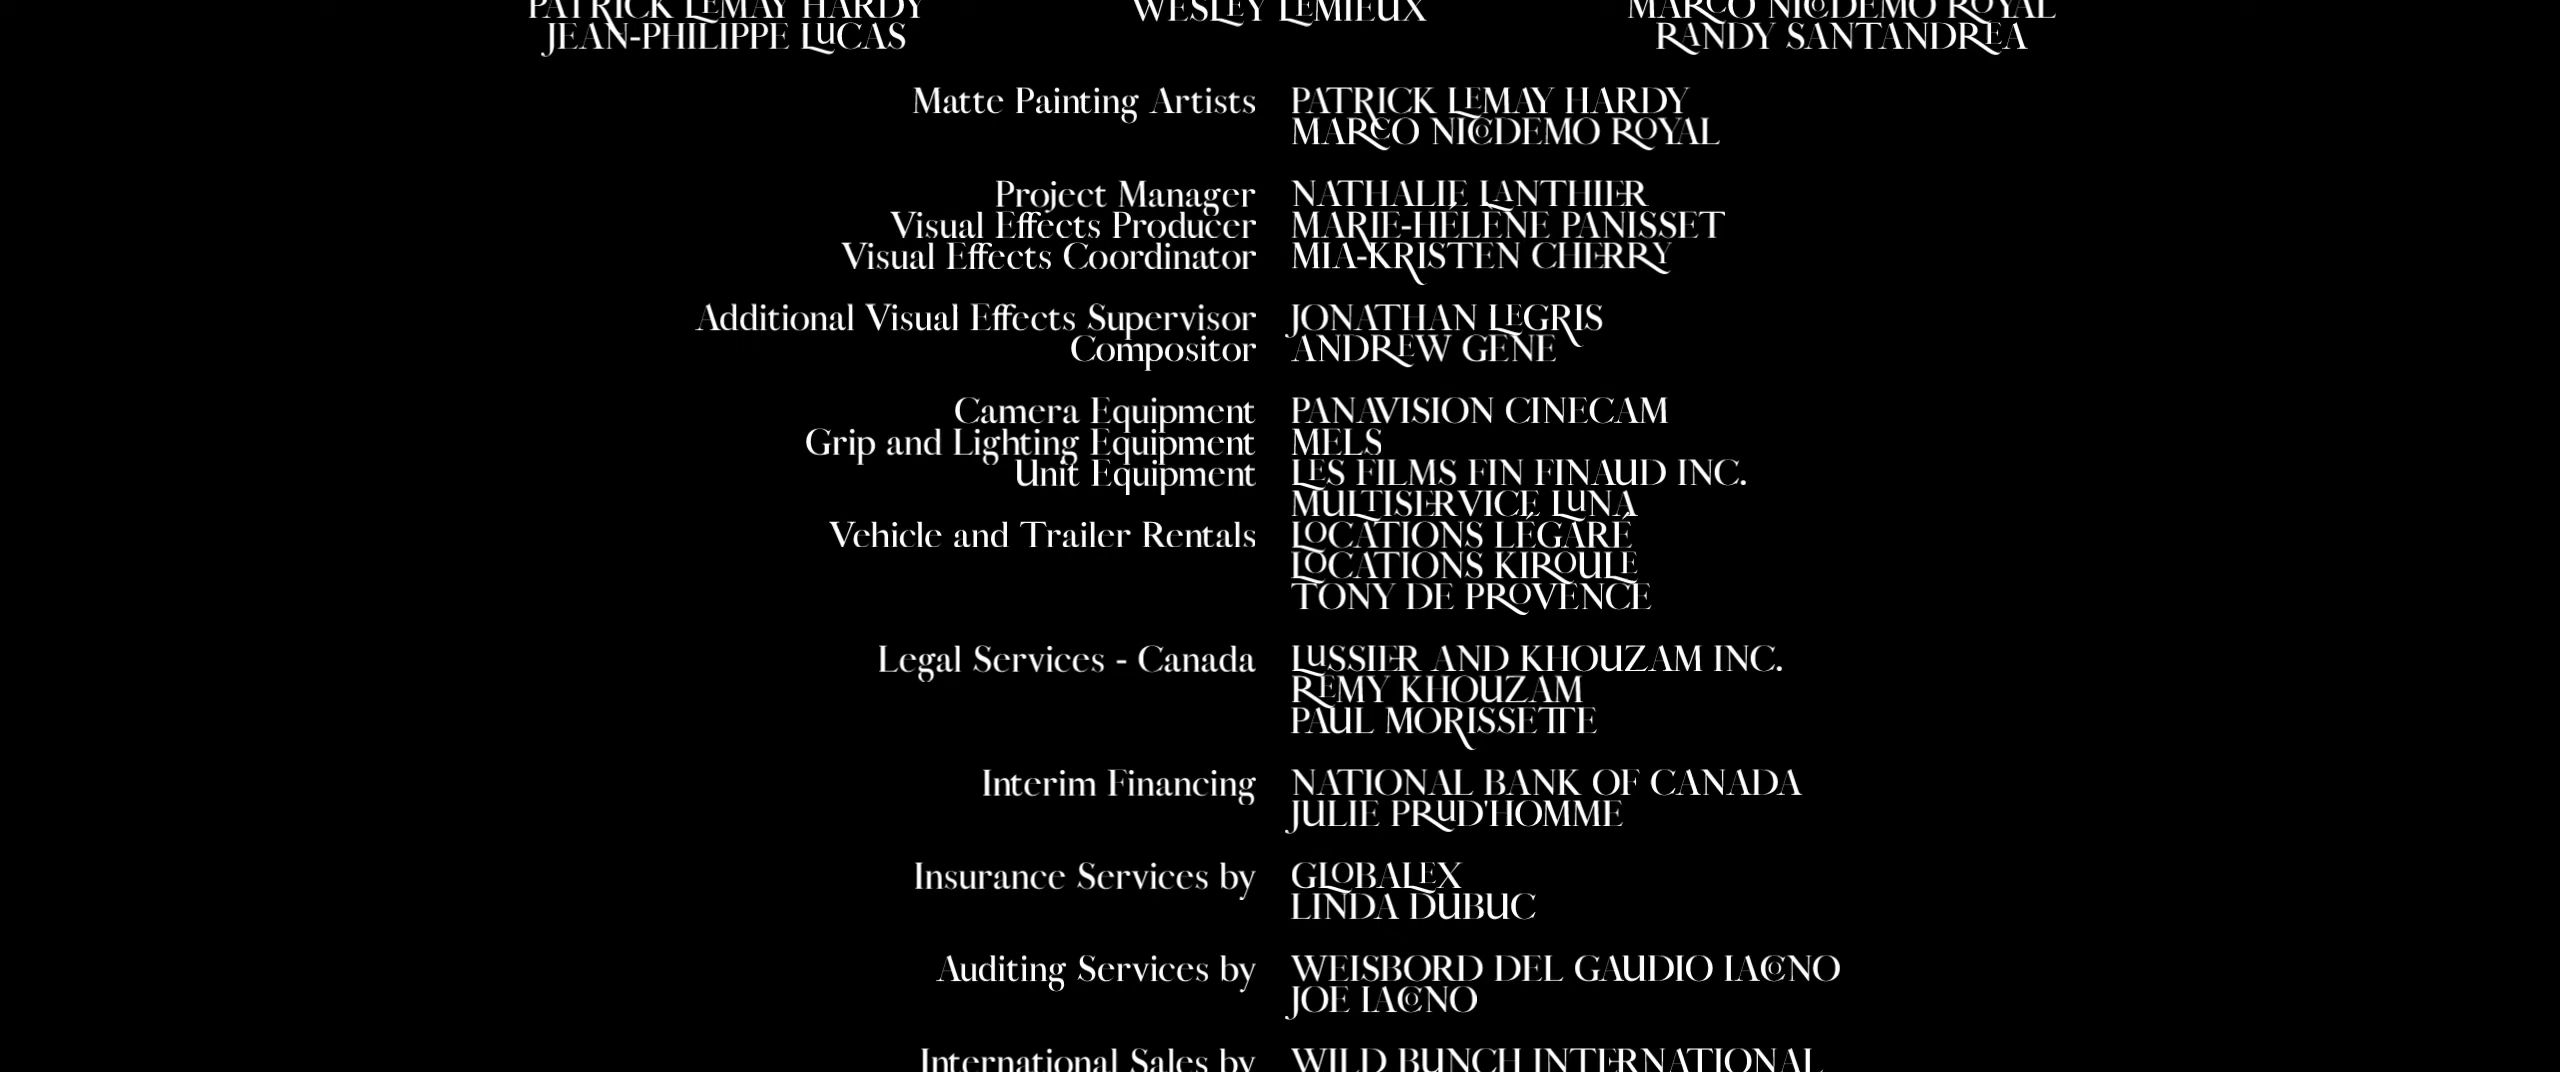 PATRICK LEMAY HARDY WESLEY LEMIEUX MARCO NICODEMO ROYAL
JEAN-PHILIPPE LUCAS RANDY SANTANDREA
Matte Painting Artists PATRICK LEMAY HARDY
MARCO NICODEMO ROYAL
Project Manager NATHALIE LANTHIER
Visual Effects Producer MARIE-HÉLÈNE PANISSET
Visual Effects Coordinator MIA-KRISTEN CHERRY
Additional Visual Effects Supervisor JONATHAN LEGRIS
Compositor ANDREW GENE
Camera Equipment PANAVISION CINECAM
Grip and Lighting Equipment MELS
Unit Equipment LES FILMS FIN FINAUD INC.
MULTISERVICE LUNA
Vehicle and Trailer Rentals LOCATIONS LÉGARÉ
LOCATIONS KIROULE
TONY DE PROVENCE
Legal Services - Canada LUSSIER AND KHOUZAM INC.
REMY KHOUZAM
PAUL MORISSETTE
Interim Financing NATIONAL BANK OF CANADA
JULIE PRUD'HOMME
Insurance Services by GLOBALEX
LINDA DUBUC
Auditing Services by WEISBORD DEL GAUDIO IACONO
JOE IACONO
International Sales by WILD BUNCH INTERNATIONAL